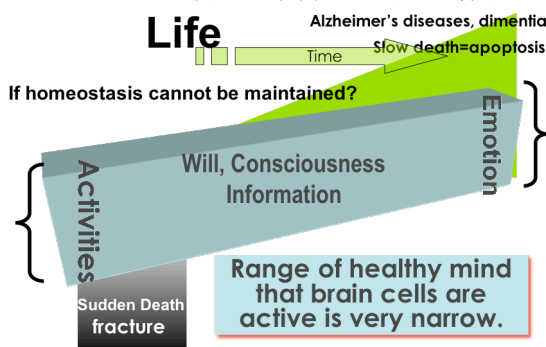 Life
Alzheimer's diseases, dimentia
Time
Slow death=apoptosis
If homeostasis cannot be maintained?
Activities
Will, Consciousness
Information
Emotion
Sudden Death
fracture
Range of healthy mind
that brain cells are
active is very narrow.